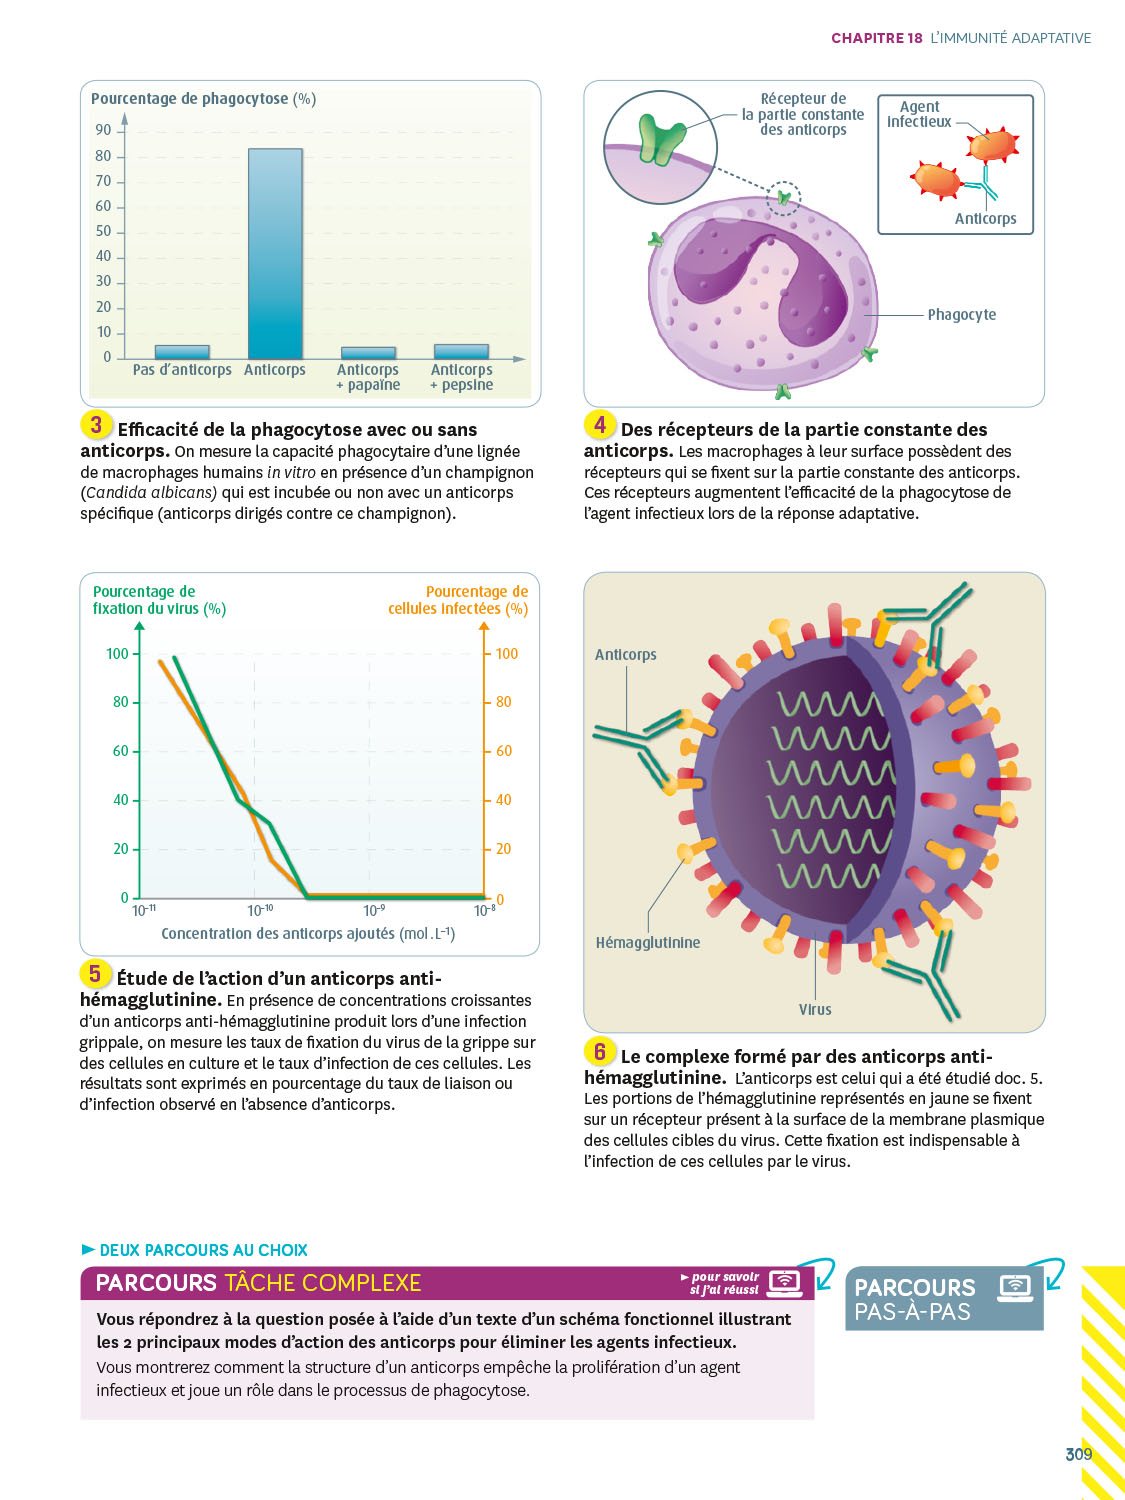 CHAPITRE 18 L'IMMUNITÉ ADAPTATIVE
Pourcentage de phagocytose (%)
90
80
70
60
50
40
30
20
10
0
Pas d'anticorps
Anticorps
Anticorps
+ papaïne
Anticorps
+ pepsine
3 Efficacité de la phagocytose avec ou sans
anticorps. On mesure la capacité phagocytaire d'une lignée
de macrophages humains in vitro en présence d'un champignon
(Candida albicans) qui est incubée ou non avec un anticorps
spécifique (anticorps dirigés contre ce champignon).
Récepteur de
la partie constante
des anticorps
Agent
infectieux
Anticorps
Phagocyte
4 Des récepteurs de la partie constante des
anticorps. Les macrophages à leur surface possèdent des
récepteurs qui se fixent sur la partie constante des anticorps.
Ces récepteurs augmentent l'efficacité de la phagocytose de
l'agent infectieux lors de la réponse adaptative.
Pourcentage de
fixation du virus (%)
Pourcentage de
cellules infectées (%)
100
80
60
40
20
0
100
80
60
40
20
0
10⁻¹¹
10⁻¹⁰
10⁻⁹
10⁻⁸
Concentration des anticorps ajoutés (mol.L⁻¹)
5 Étude de l'action d'un anticorps anti-
hémagglutinine. En présence de concentrations croissantes
d'un anticorps anti-hémagglutinine produit lors d'une infection
grippale, on mesure les taux de fixation du virus de la grippe sur
des cellules en culture et le taux d'infection de ces cellules. Les
résultats sont exprimés en pourcentage du taux de liaison ou
d'infection observé en l'absence d'anticorps.
Anticorps
Hémagglutinine
Virus
6 Le complexe formé par des anticorps anti-
hémagglutinine. L'anticorps est celui qui a été étudié doc. 5.
Les portions de l'hémagglutinine représentés en jaune se fixent
sur un récepteur présent à la surface de la membrane plasmique
des cellules cibles du virus. Cette fixation est indispensable à
l'infection de ces cellules par le virus.
► DEUX PARCOURS AU CHOIX
PARCOURS TÂCHE COMPLEXE
► pour savoir
si j'ai réussi
Vous répondrez à la question posée à l'aide d'un texte d'un schéma fonctionnel illustrant
les 2 principaux modes d'action des anticorps pour éliminer les agents infectieux.
Vous montrerez comment la structure d'un anticorps empêche la prolifération d'un agent
infectieux et joue un rôle dans le processus de phagocytose.
PARCOURS
PAS-À-PAS
309